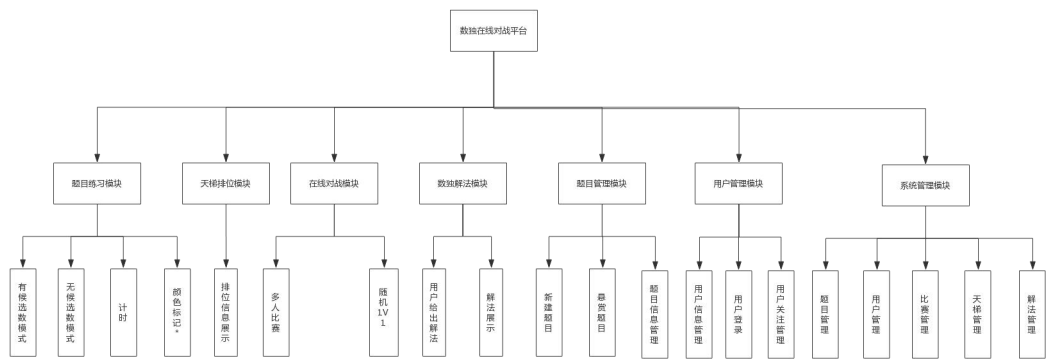 数独在线对战平台
题目练习模块
天梯排位模块
在线对战模块
数独解法模块
题目管理模块
用户管理模块
系统管理模块
有候选数模式
无候选数模式
计时
颜色标记*
排位信息展示
多人比赛
随机1V1
用户给出解法
解法展示
新建题目
悬赏题目
题目信息管理
用户信息管理
用户登录
用户关注管理
题目管理
用户管理
比赛管理
天梯管理
解法管理